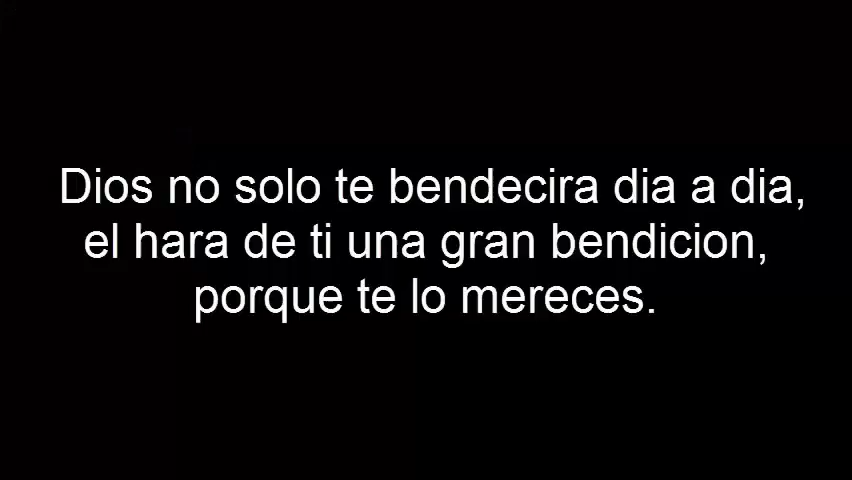 Dios no solo te bendecira dia a dia,
el hara de ti una gran bendicion,
porque te lo mereces.